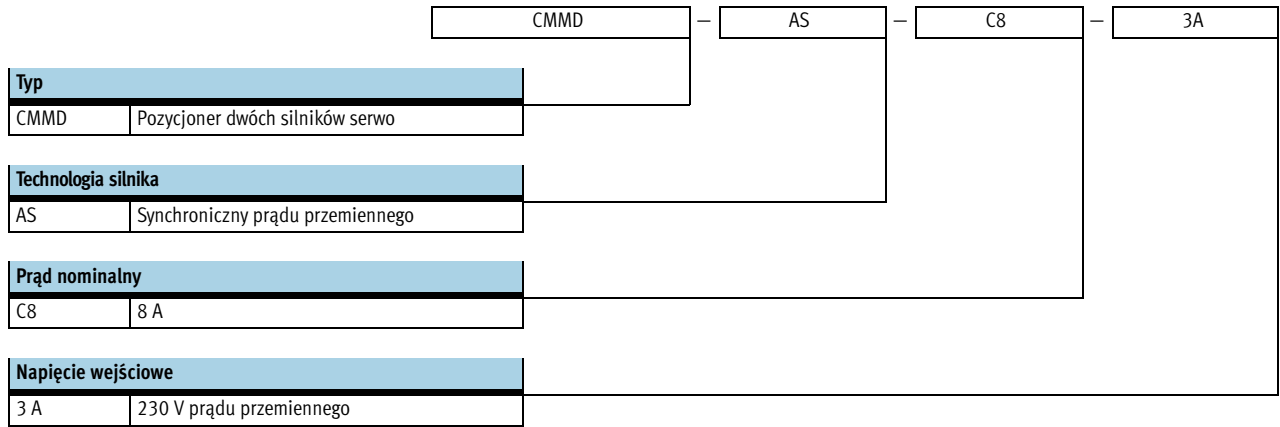 CMMD – AS – C8 – 3A
Typ
CMMD Pozycjoner dwóch silników serwo
Technologia silnika
AS Synchroniczny prądu przemiennego
Prąd nominalny
C8 8 A
Napięcie wejściowe
3 A 230 V prądu przemiennego